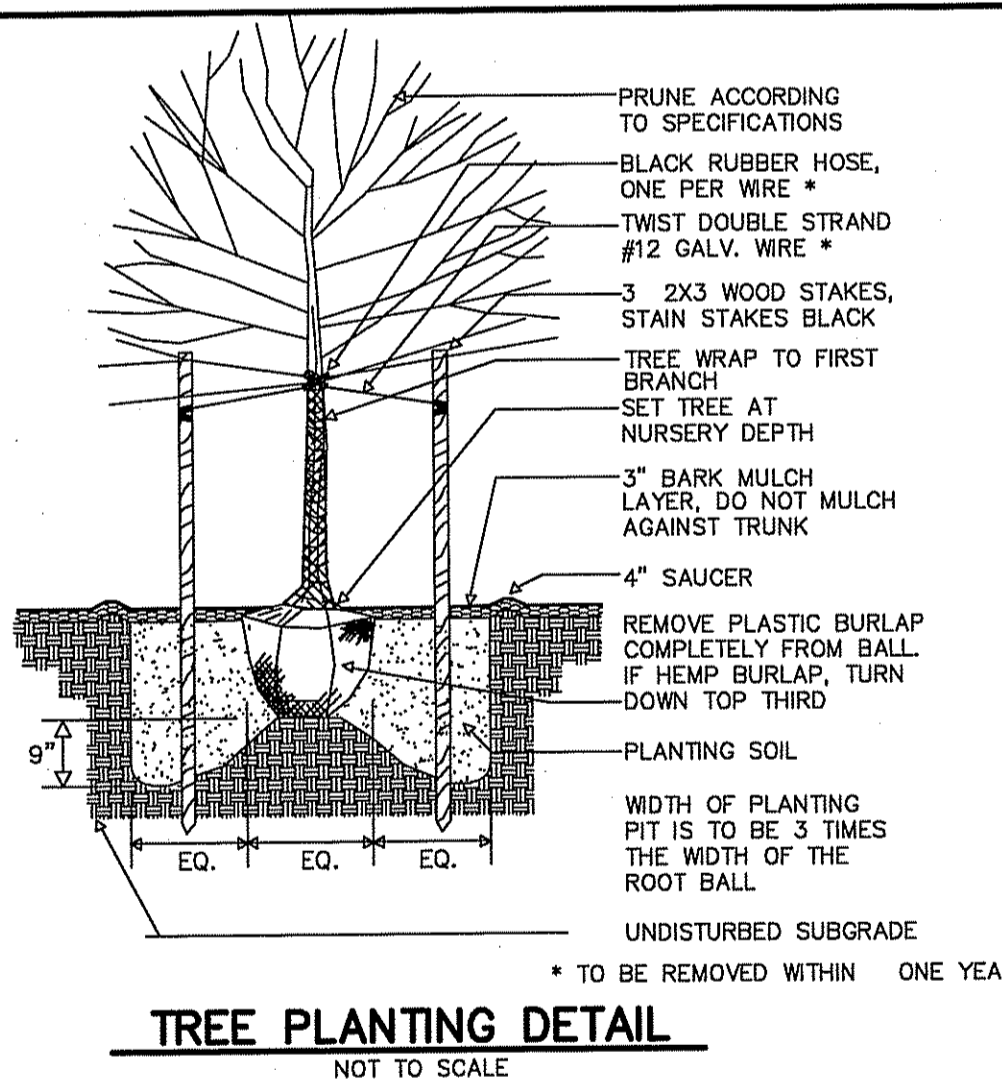 PRUNE ACCORDING
TO SPECIFICATIONS
BLACK RUBBER HOSE,
ONE PER WIRE *
TWIST DOUBLE STRAND
#12 GALV. WIRE *
3 2X3 WOOD STAKES,
STAIN STAKES BLACK
TREE WRAP TO FIRST
BRANCH
SET TREE AT
NURSERY DEPTH
3" BARK MULCH
LAYER, DO NOT MULCH
AGAINST TRUNK
4" SAUCER
REMOVE PLASTIC BURLAP
COMPLETELY FROM BALL.
IF HEMP BURLAP, TURN
DOWN TOP THIRD
9"
PLANTING SOIL
WIDTH OF PLANTING
PIT IS TO BE 3 TIMES
THE WIDTH OF THE
ROOT BALL
EQ. EQ. EQ.
UNDISTURBED SUBGRADE
* TO BE REMOVED WITHIN ONE YEA
TREE PLANTING DETAIL
NOT TO SCALE